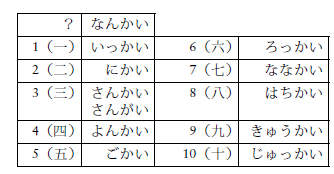 ? なんかい
1(一) いっかい 6(六) ろっかい
2(二) にかい 7(七) ななかい
3(三) さんかい 8(八) はちかい
さんがい
4(四) よんかい 9(九) きゅうかい
5(五) ごかい 10(十) じゅっかい